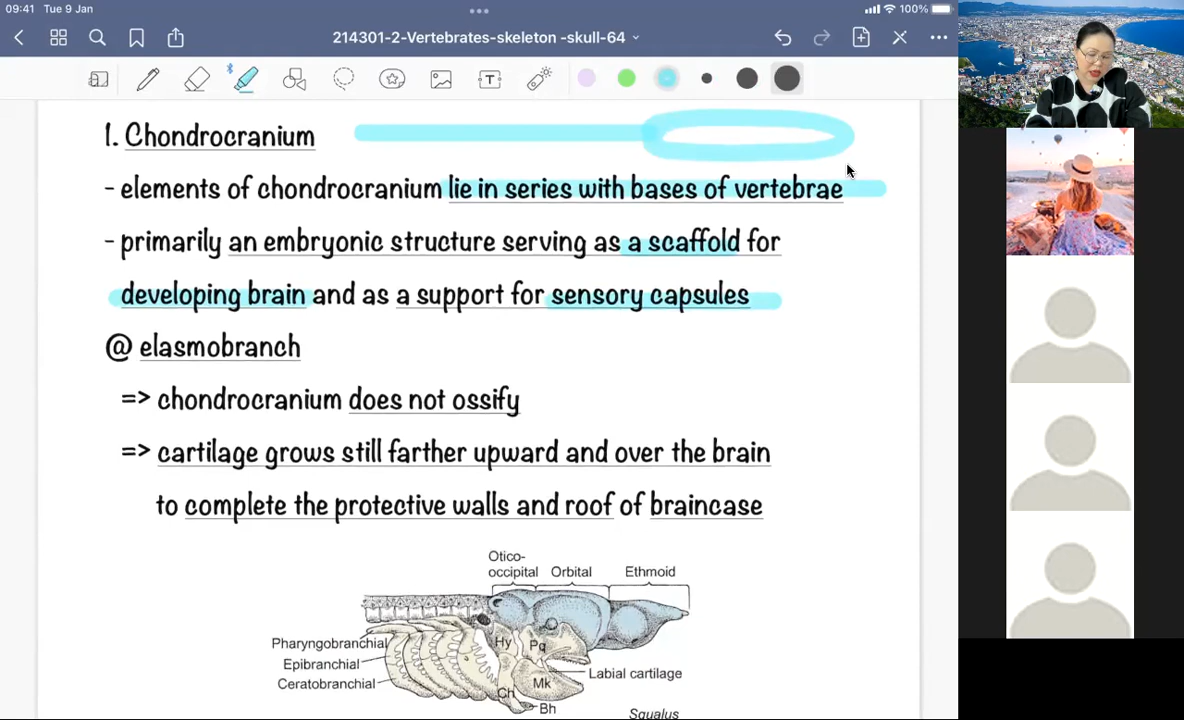 09:41 Tue 9 Jan
100%
214301-2-Vertebrates-skeleton -skull-64
1. Chondrocranium
- elements of chondrocranium lie in series with bases of vertebrae
- primarily an embryonic structure serving as a scaffold for
developing brain and as a support for sensory capsules
@ elasmobranch
=> chondrocranium does not ossify
=> cartilage grows still farther upward and over the brain
to complete the protective walls and roof of braincase
Otico-
occipital Orbital Ethmoid
Pharyngobranchial
Epibranchial
Ceratobranchial
Hy Pq
Labial cartilage
Mk
Ch
Bh
Squalus